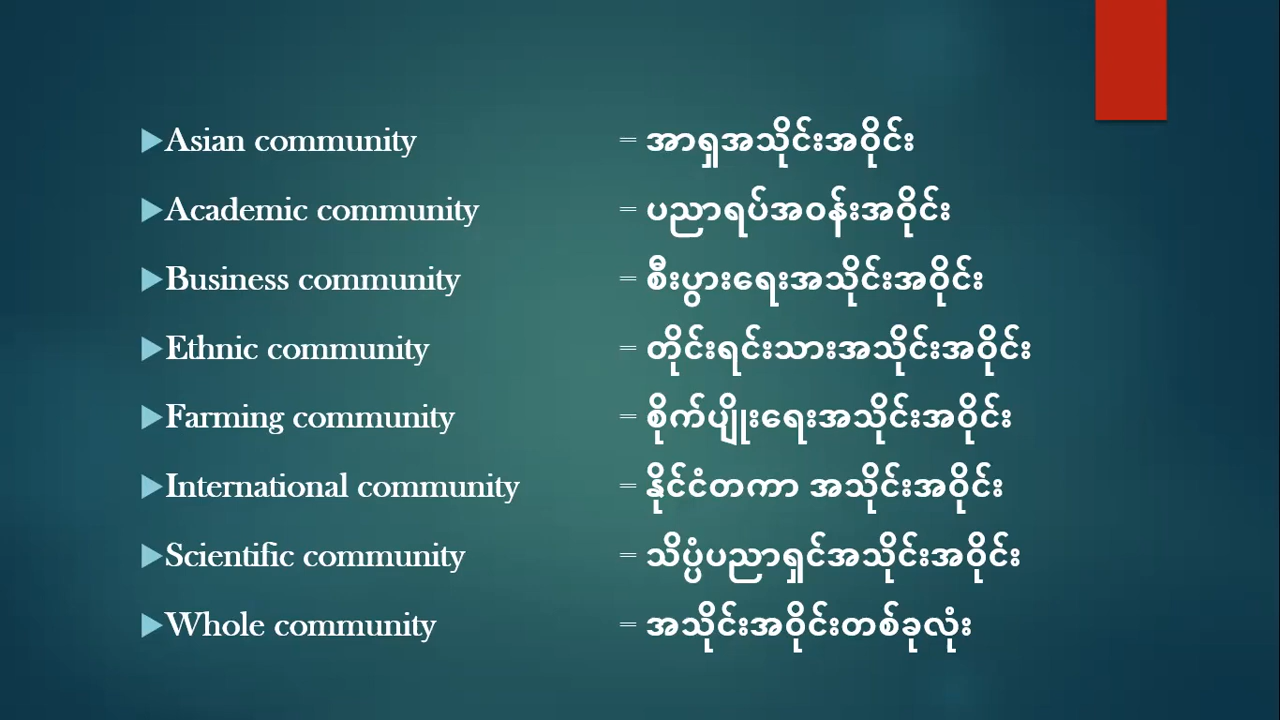 Asian community = အာရှအသိုင်းအဝိုင်း
Academic community = ပညာရပ်အဝန်းအဝိုင်း
Business community = စီးပွားရေးအသိုင်းအဝိုင်း
Ethnic community = တိုင်းရင်းသားအသိုင်းအဝိုင်း
Farming community = စိုက်ပျိုးရေးအသိုင်းအဝိုင်း
International community = နိုင်ငံတကာ အသိုင်းအဝိုင်း
Scientific community = သိပ္ပံပညာရှင်အသိုင်းအဝိုင်း
Whole community = အသိုင်းအဝိုင်းတစ်ခုလုံး